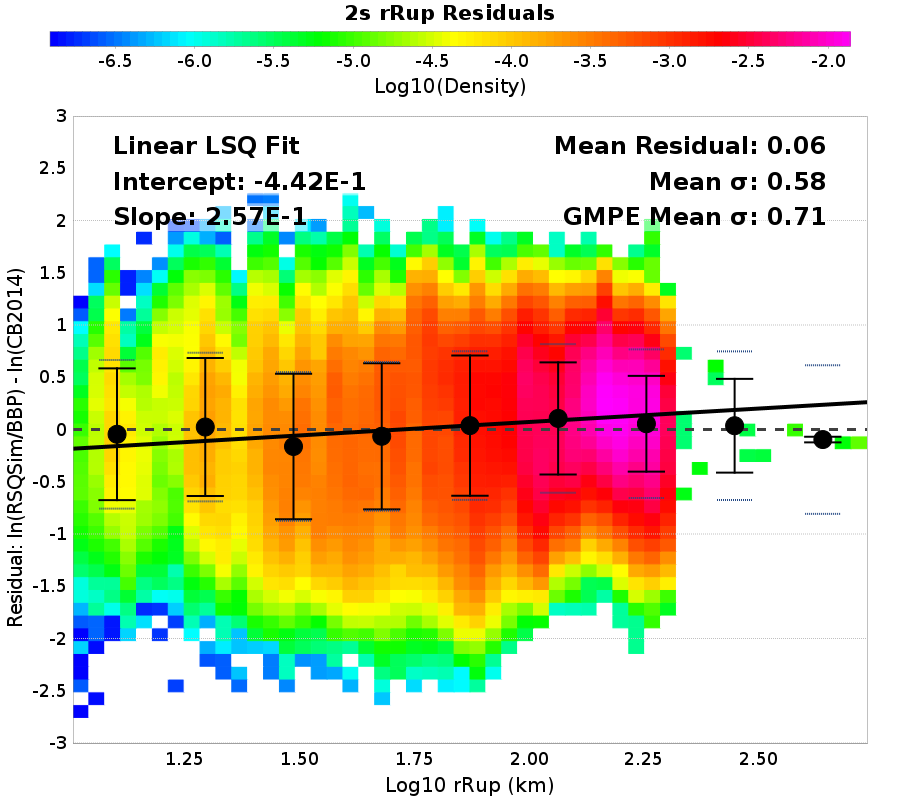 2s rRup Residuals
-6.5 -6.0 -5.5 -5.0 -4.5 -4.0 -3.5 -3.0 -2.5 -2.0
Log10(Density)
Linear LSQ Fit
Intercept: -4.42E-1
Slope: 2.57E-1
Mean Residual: 0.06
Mean σ: 0.58
GMPE Mean σ: 0.71
Residual: ln(RSQSim/BBP) - ln(CB2014)
3
2.5
2
1.5
1
0.5
0
-0.5
-1
-1.5
-2
-2.5
-3
1.25 1.50 1.75 2.00 2.25 2.50
Log10 rRup (km)